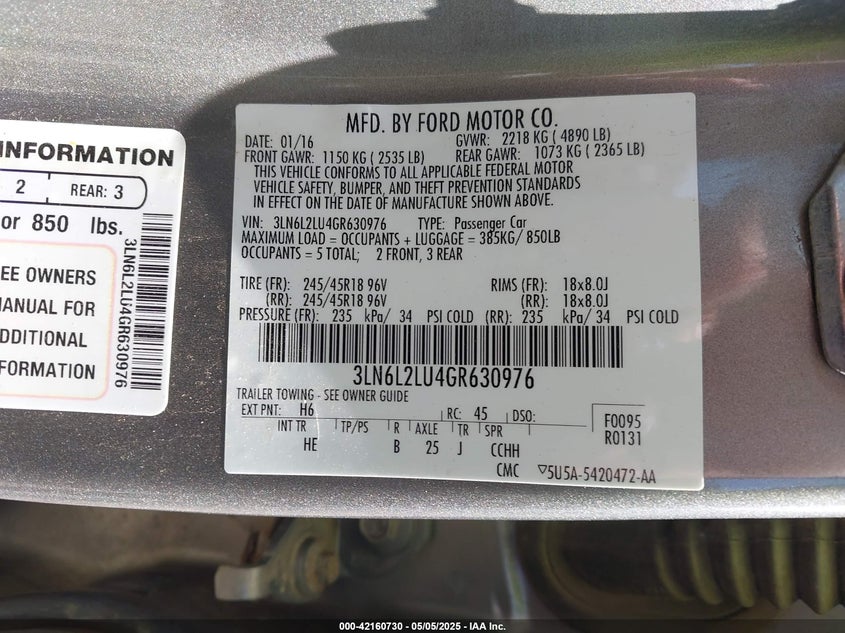 INFORMATION
2 REAR: 3
or 850 lbs.
EE OWNERS
MANUAL FOR
ADDITIONAL
NFORMATION
3LN6L2LU4GR630976
MFD. BY FORD MOTOR CO.
DATE: 01/16 GVWR: 2218 KG ( 4890 LB)
FRONT GAWR: 1150 KG ( 2535 LB) REAR GAWR: 1073 KG ( 2365 LB)
THIS VEHICLE CONFORMS TO ALL APPLICABLE FEDERAL MOTOR
VEHICLE SAFETY, BUMPER, AND THEFT PREVENTION STANDARDS
IN EFFECT ON THE DATE OF MANUFACTURE SHOWN ABOVE.
VIN: 3LN6L2LU4GR630976 TYPE: Passenger Car
MAXIMUM LOAD = OCCUPANTS + LUGGAGE = 385KG/ 850LB
OCCUPANTS = 5 TOTAL; 2 FRONT, 3 REAR
TIRE (FR): 245/45R18 96V RIMS (FR): 18x8.0J
(RR): 245/45R18 96V (RR): 18x8.0J
PRESSURE (FR): 235 kPa/ 34 PSI COLD (RR): 235 kPa/ 34 PSI COLD
3LN6L2LU4GR630976
TRAILER TOWING - SEE OWNER GUIDE
EXT PNT: H6 RC: 45 DSO: F0095
INT TR TP/PS R AXLE TR SPR R0131
HE B 25 J CCHH
CMC 5U5A-5420472-AA
000-42160730 - 05/05/2025 - IAA Inc.